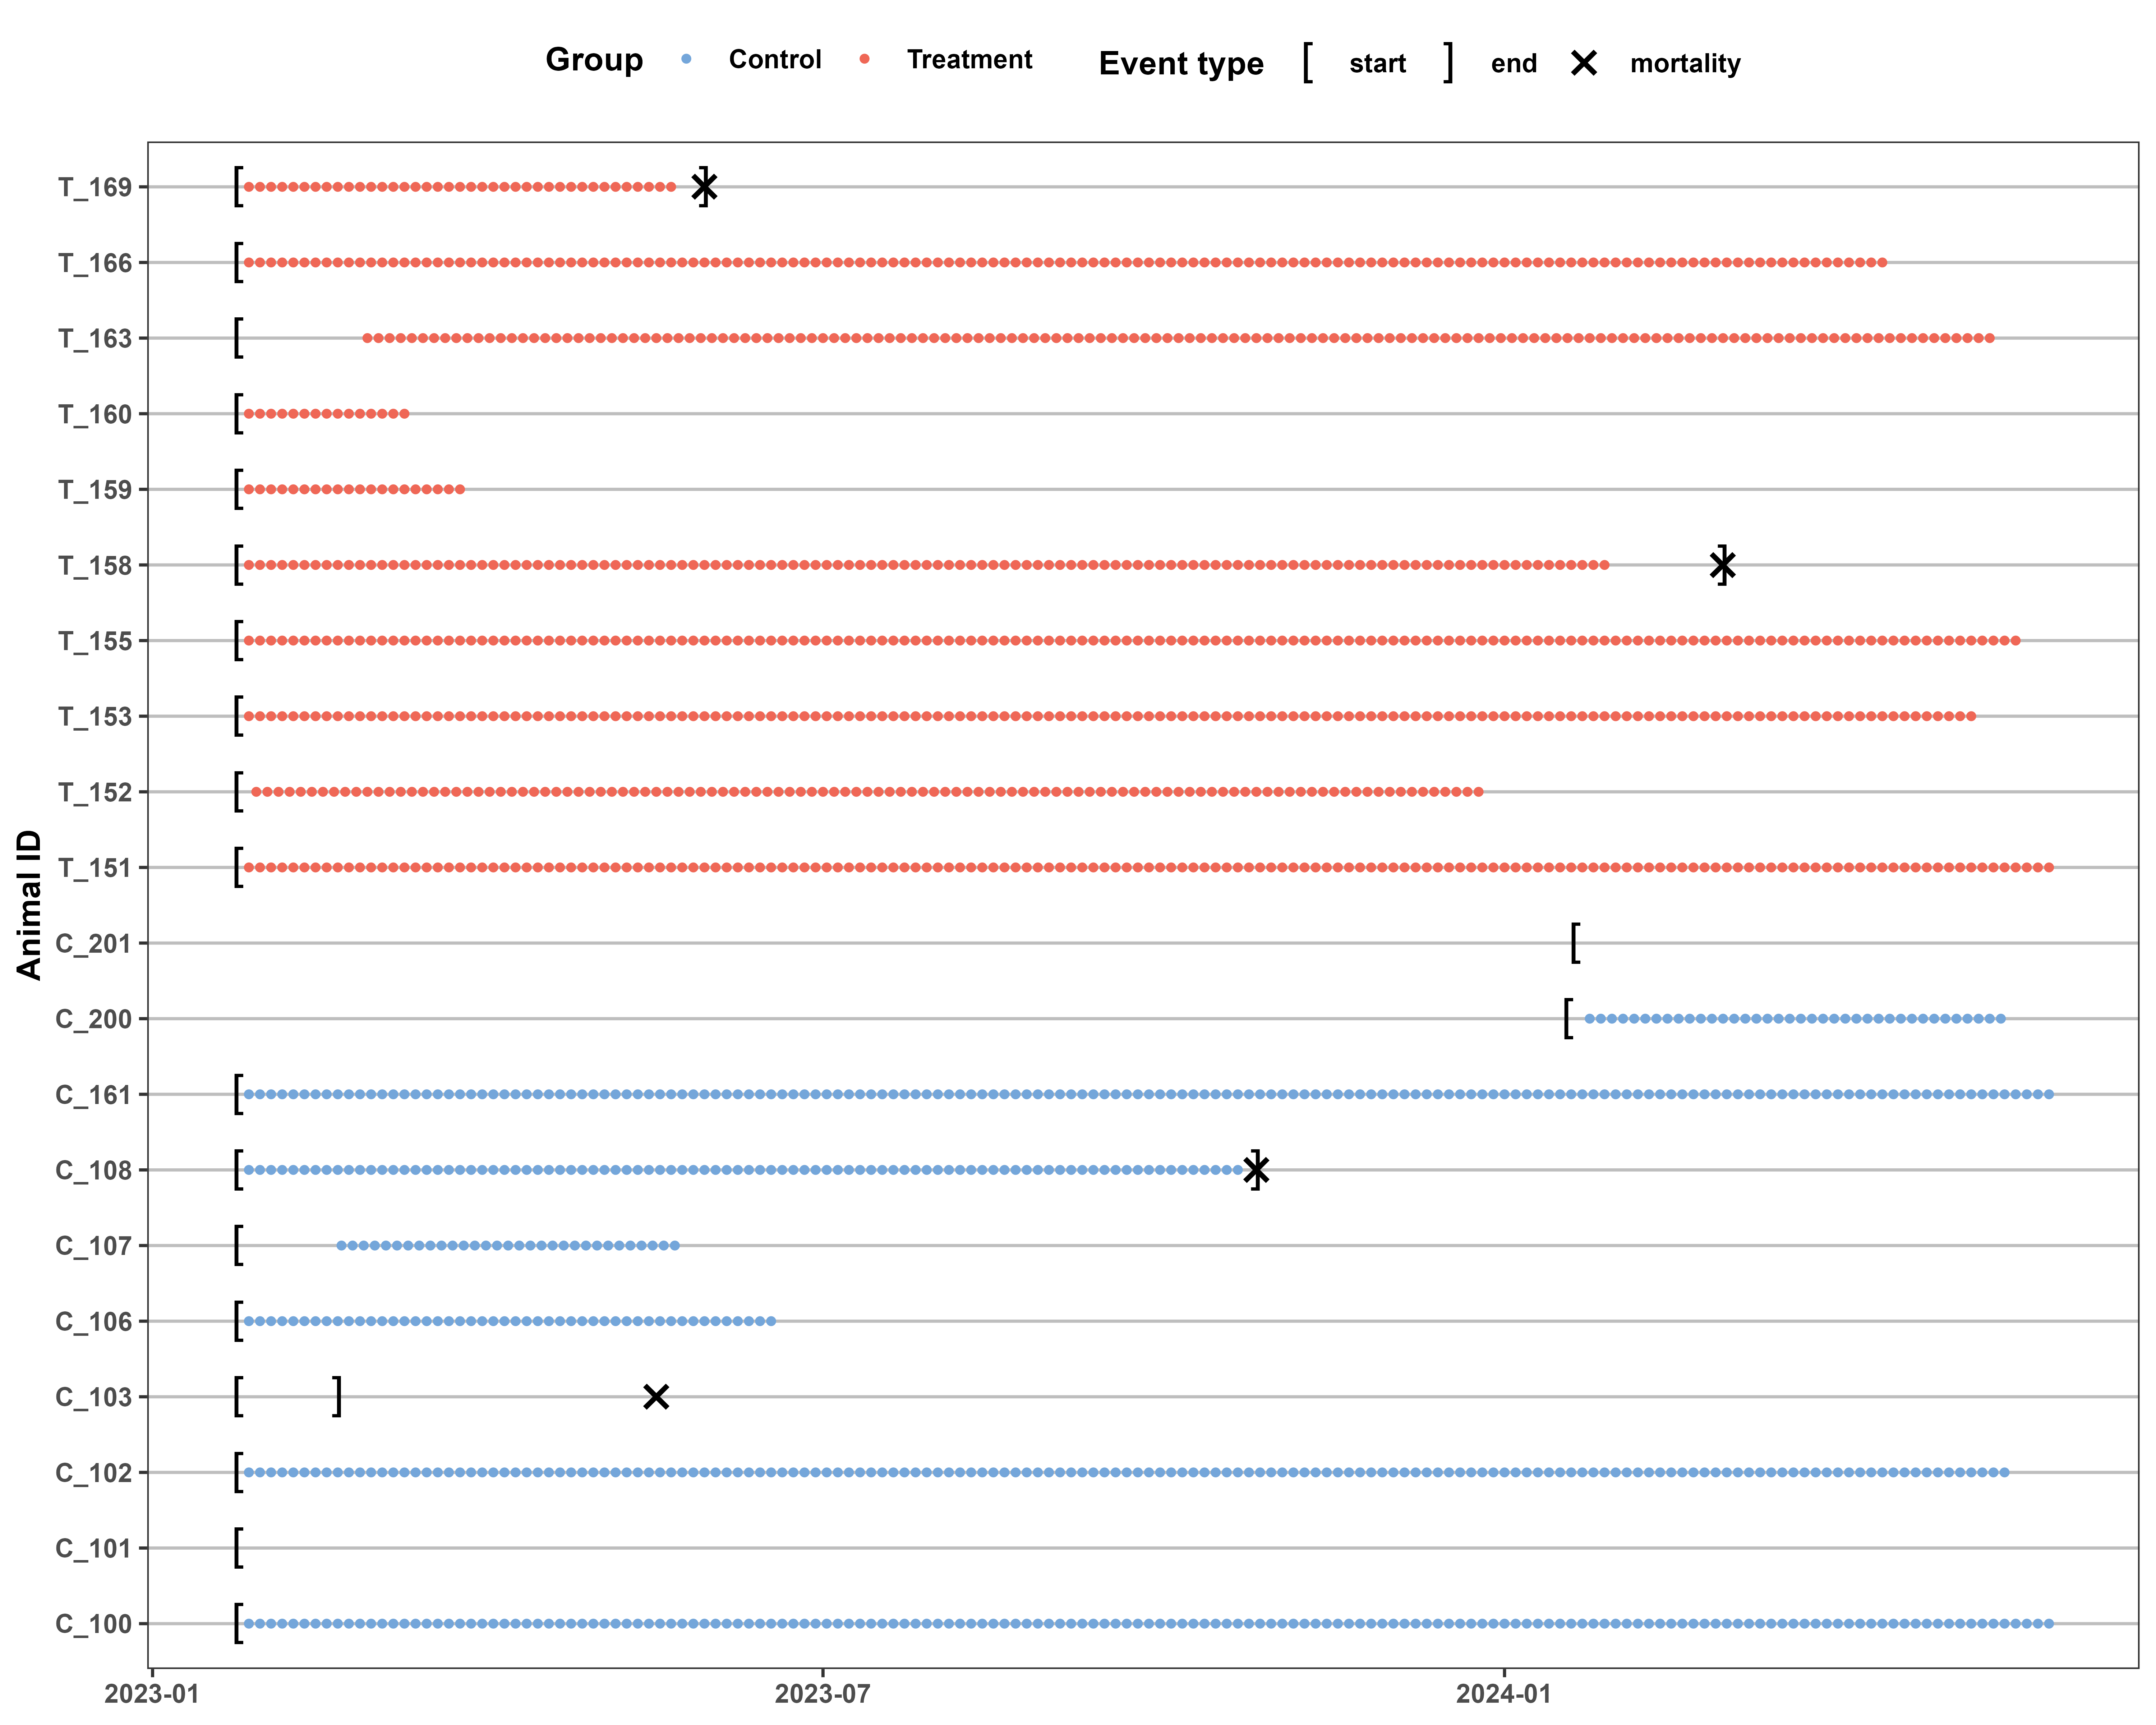 Group Control Treatment Event type [ start ] end × mortality
T_169
T_166
T_163
T_160
T_159
T_158
T_155
T_153
T_152
T_151
C_201
C_200
C_161
C_108
C_107
C_106
C_103
C_102
C_101
C_100
Animal ID
2023-01 2023-07 2024-01